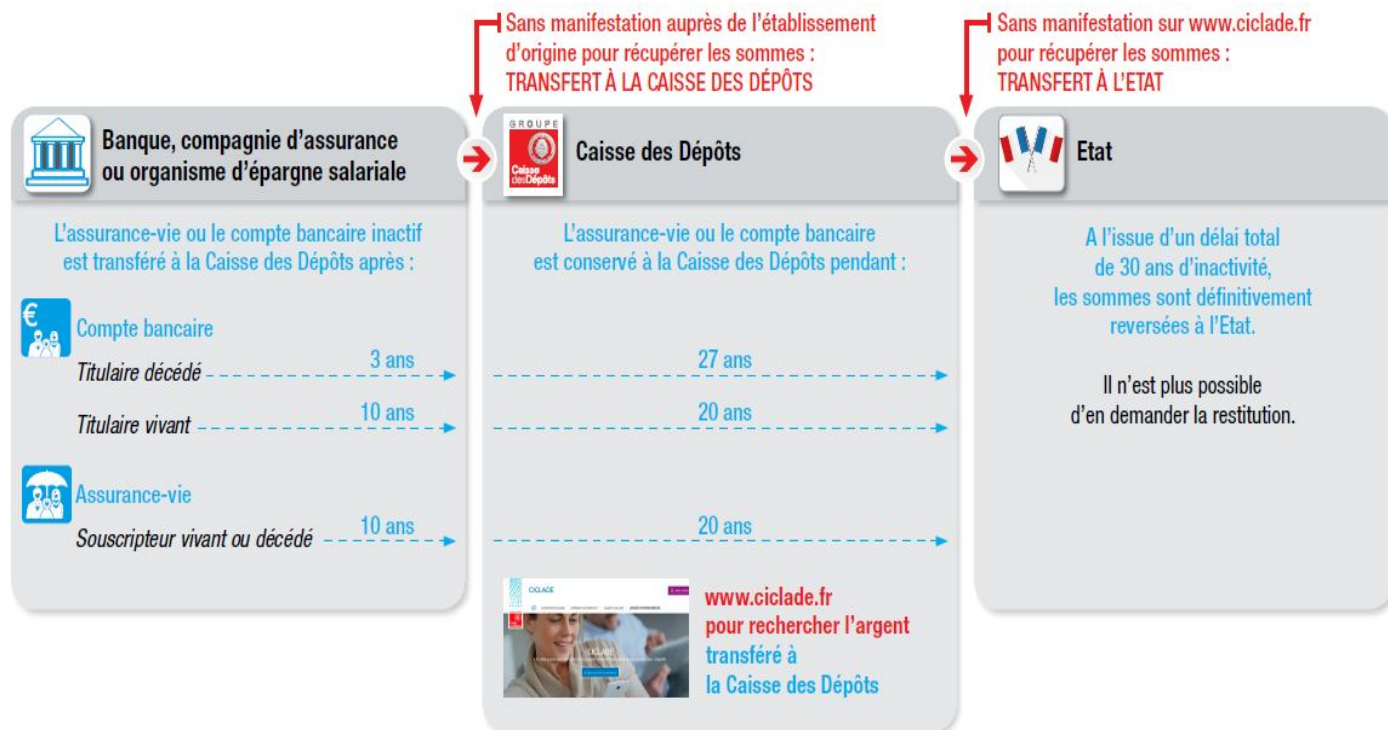 Sans manifestation auprès de l'établissement
d'origine pour récupérer les sommes :
TRANSFERT À LA CAISSE DES DÉPÔTS
Sans manifestation sur www.ciclade.fr
pour récupérer les sommes :
TRANSFERT À L'ETAT
Banque, compagnie d'assurance
ou organisme d'épargne salariale
L'assurance-vie ou le compte bancaire inactif
est transféré à la Caisse des Dépôts après :
€
Compte bancaire
Titulaire décédé
3 ans
Titulaire vivant
10 ans
Assurance-vie
Souscripteur vivant ou décédé
10 ans
GROUPE
Caisse
desDépôts
Caisse des Dépôts
L'assurance-vie ou le compte bancaire
est conservé à la Caisse des Dépôts pendant :
27 ans
20 ans
20 ans
CICLADE
CICLADE
www.ciclade.fr
pour rechercher l'argent
transféré à
la Caisse des Dépôts
Etat
A l'issue d'un délai total
de 30 ans d'inactivité,
les sommes sont définitivement
reversées à l'Etat.
Il n'est plus possible
d'en demander la restitution.